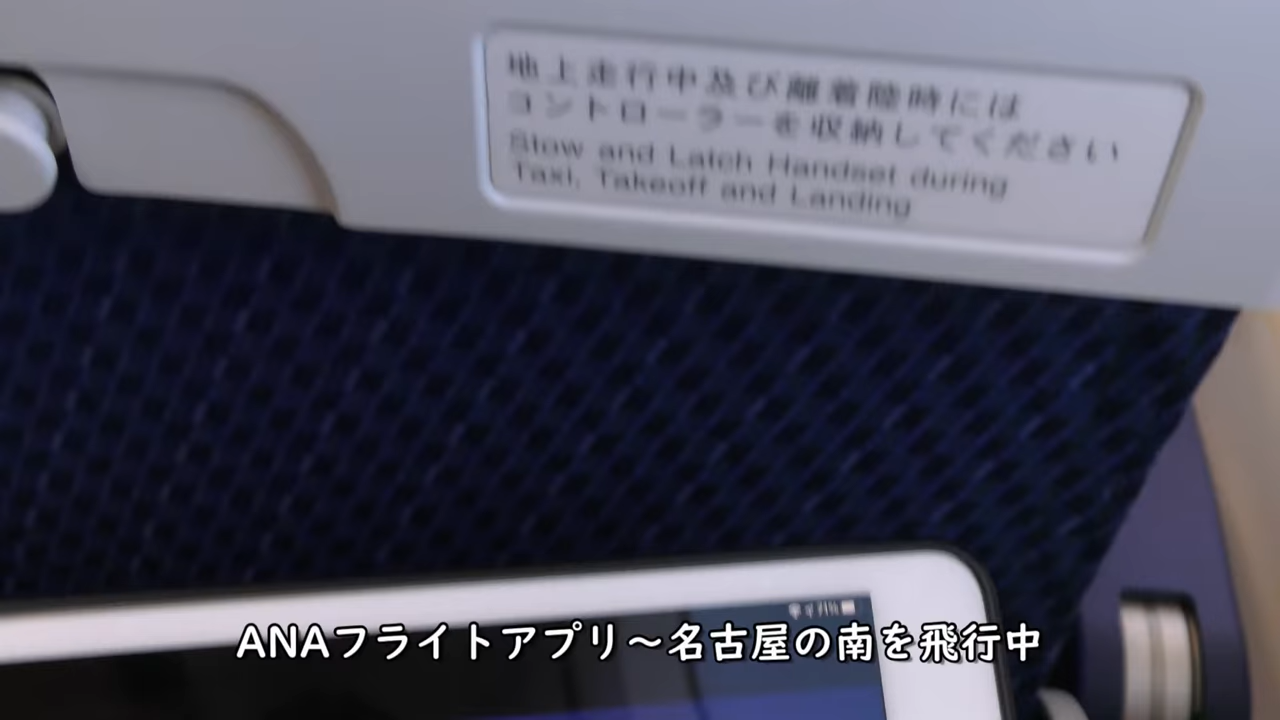 地上走行中及び離着陸時には
コントローラーを収納してください
Stow and Latch Handset during
Taxi, Takeoff and Landing
ANAフライトアプリ～名古屋の南を飛行中